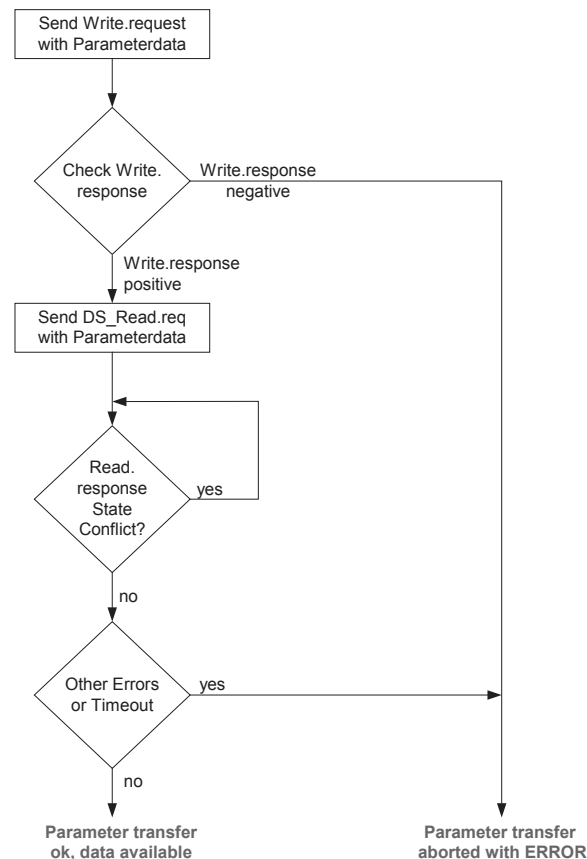 Send Write.request
with Parameterdata
Check Write.
response
Write.response
negative
Write.response
positive
Send DS_Read.req
with Parameterdata
Read.
response
State
Conflict?
yes
no
Other Errors
or Timeout
yes
no
Parameter transfer
ok, data available
Parameter transfer
aborted with ERROR